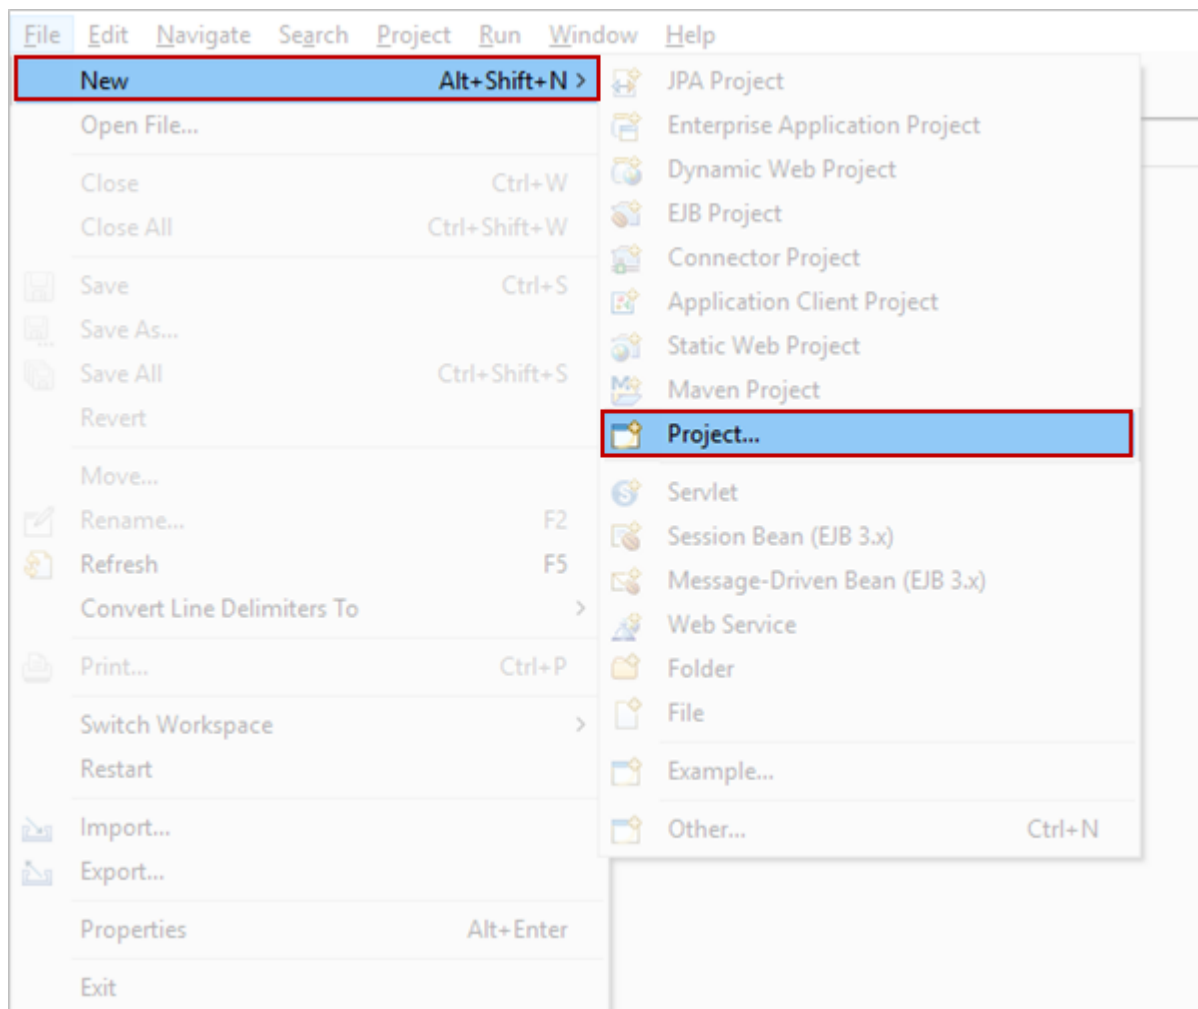 File Edit Navigate Search Project Run Window Help
New Alt+Shift+N >
Open File...
Close Ctrl+W
Close All Ctrl+Shift+W
Save Ctrl+S
Save As...
Save All Ctrl+Shift+S
Revert
Move...
Rename... F2
Refresh F5
Convert Line Delimiters To >
Print... Ctrl+P
Switch Workspace >
Restart
Import...
Export...
Properties Alt+Enter
Exit
JPA Project
Enterprise Application Project
Dynamic Web Project
EJB Project
Connector Project
Application Client Project
Static Web Project
Maven Project
Project...
Servlet
Session Bean (EJB 3.x)
Message-Driven Bean (EJB 3.x)
Web Service
Folder
File
Example...
Other... Ctrl+N